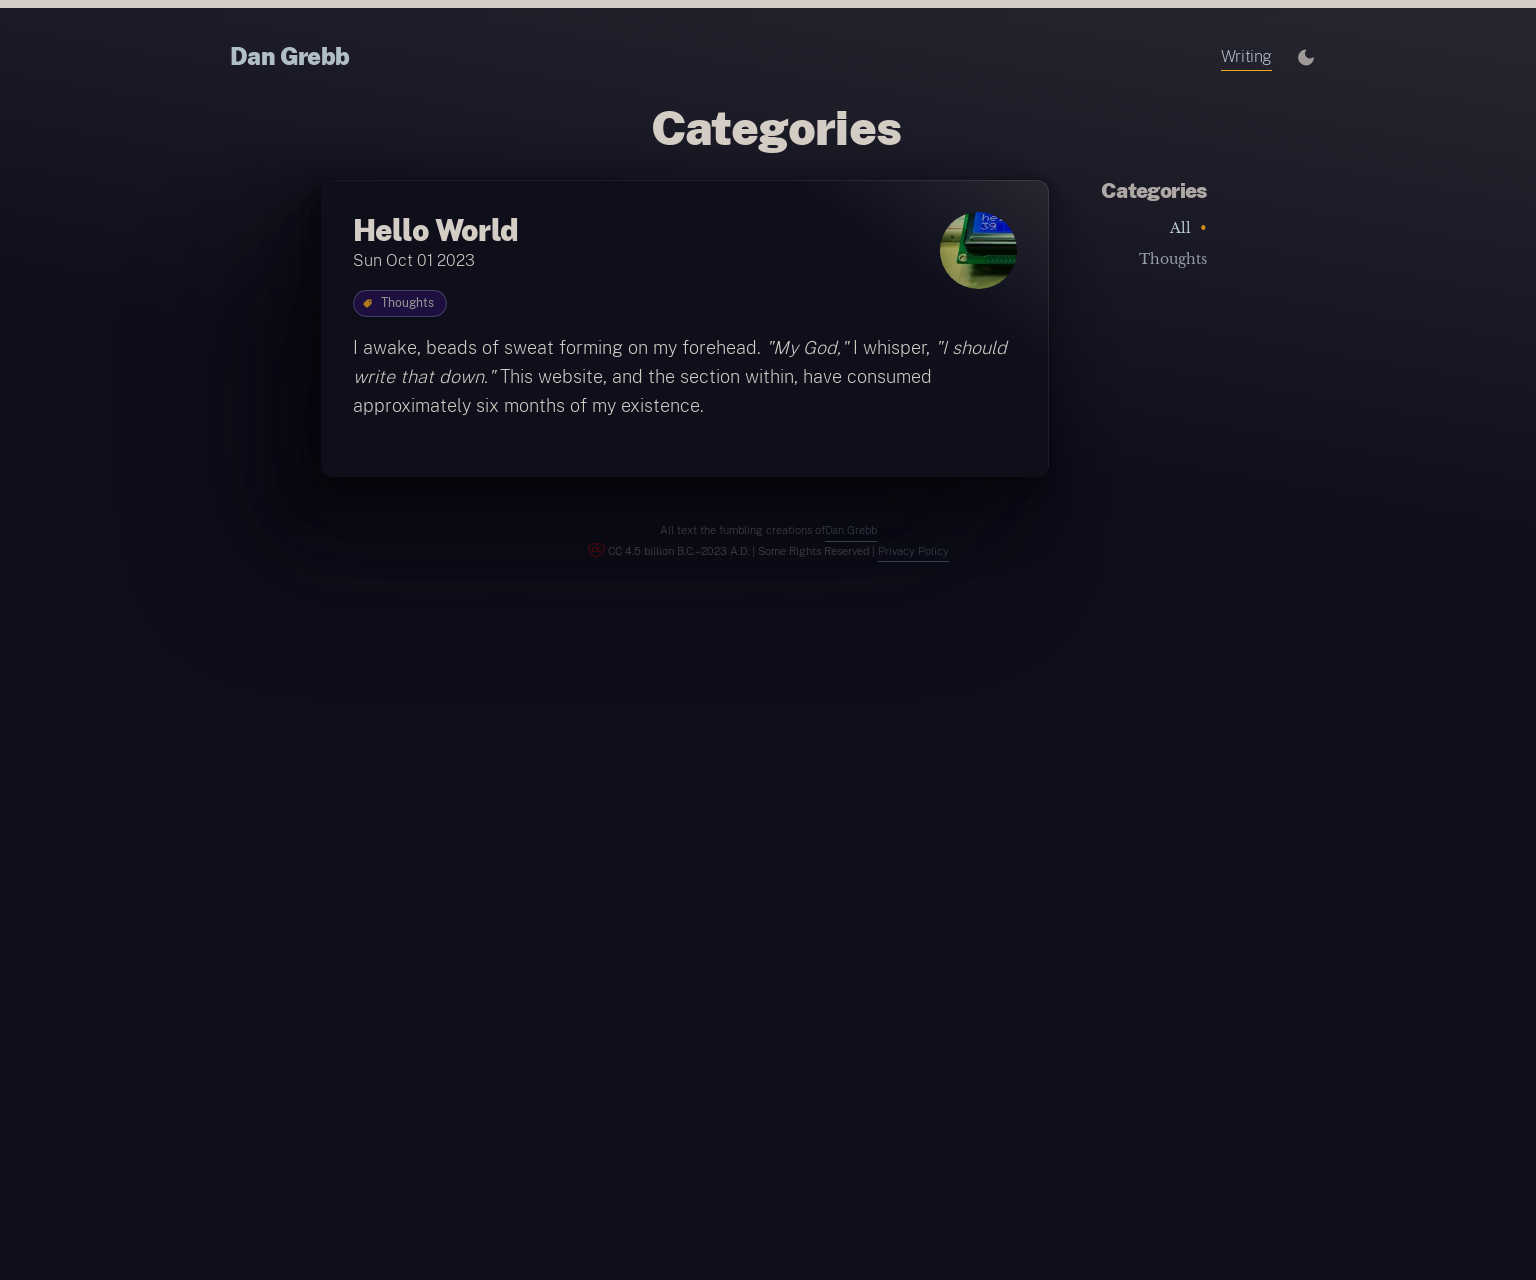 Dan Grebb
Writing
Categories
Hello World
Sun Oct 01 2023
Thoughts
I awake, beads of sweat forming on my forehead. "My God," I whisper, "I should
write that down." This website, and the section within, have consumed
approximately six months of my existence.
Categories
All
Thoughts
All text the fumbling creations ofDan Grebb
CC 4.5 billion B.C.–2023 A.D. | Some Rights Reserved | Privacy Policy